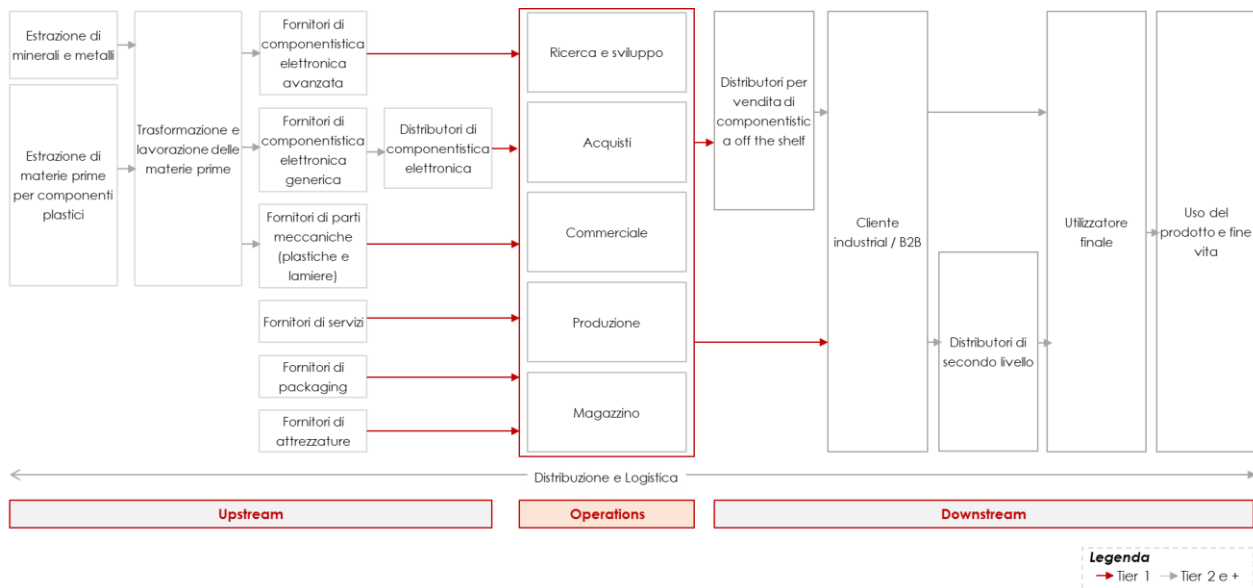 Estrazione di
minerali e metalli
Estrazione di
materie prime
per componenti
plastici
Trasformazione e
lavorazione delle
materie prime
Fornitori di
componentistica
elettronica
avanzata
Fornitori di
componentistica
elettronica
generica
Distributori di
componentistica
elettronica
Fornitori di parti
meccaniche
(plastiche e
lamiere)
Fornitori di servizi
Fornitori di
packaging
Fornitori di
attrezzature
Ricerca e sviluppo
Acquisti
Commerciale
Produzione
Magazzino
Distributori per
vendita di
componentistic
a off the shelf
Cliente
industrial / B2B
Distributori di
secondo livello
Utilizzatore
finale
Uso del
prodotto e fine
vita
Distribuzione e Logistica
Upstream
Operations
Downstream
Legenda
Tier 1
Tier 2 e +